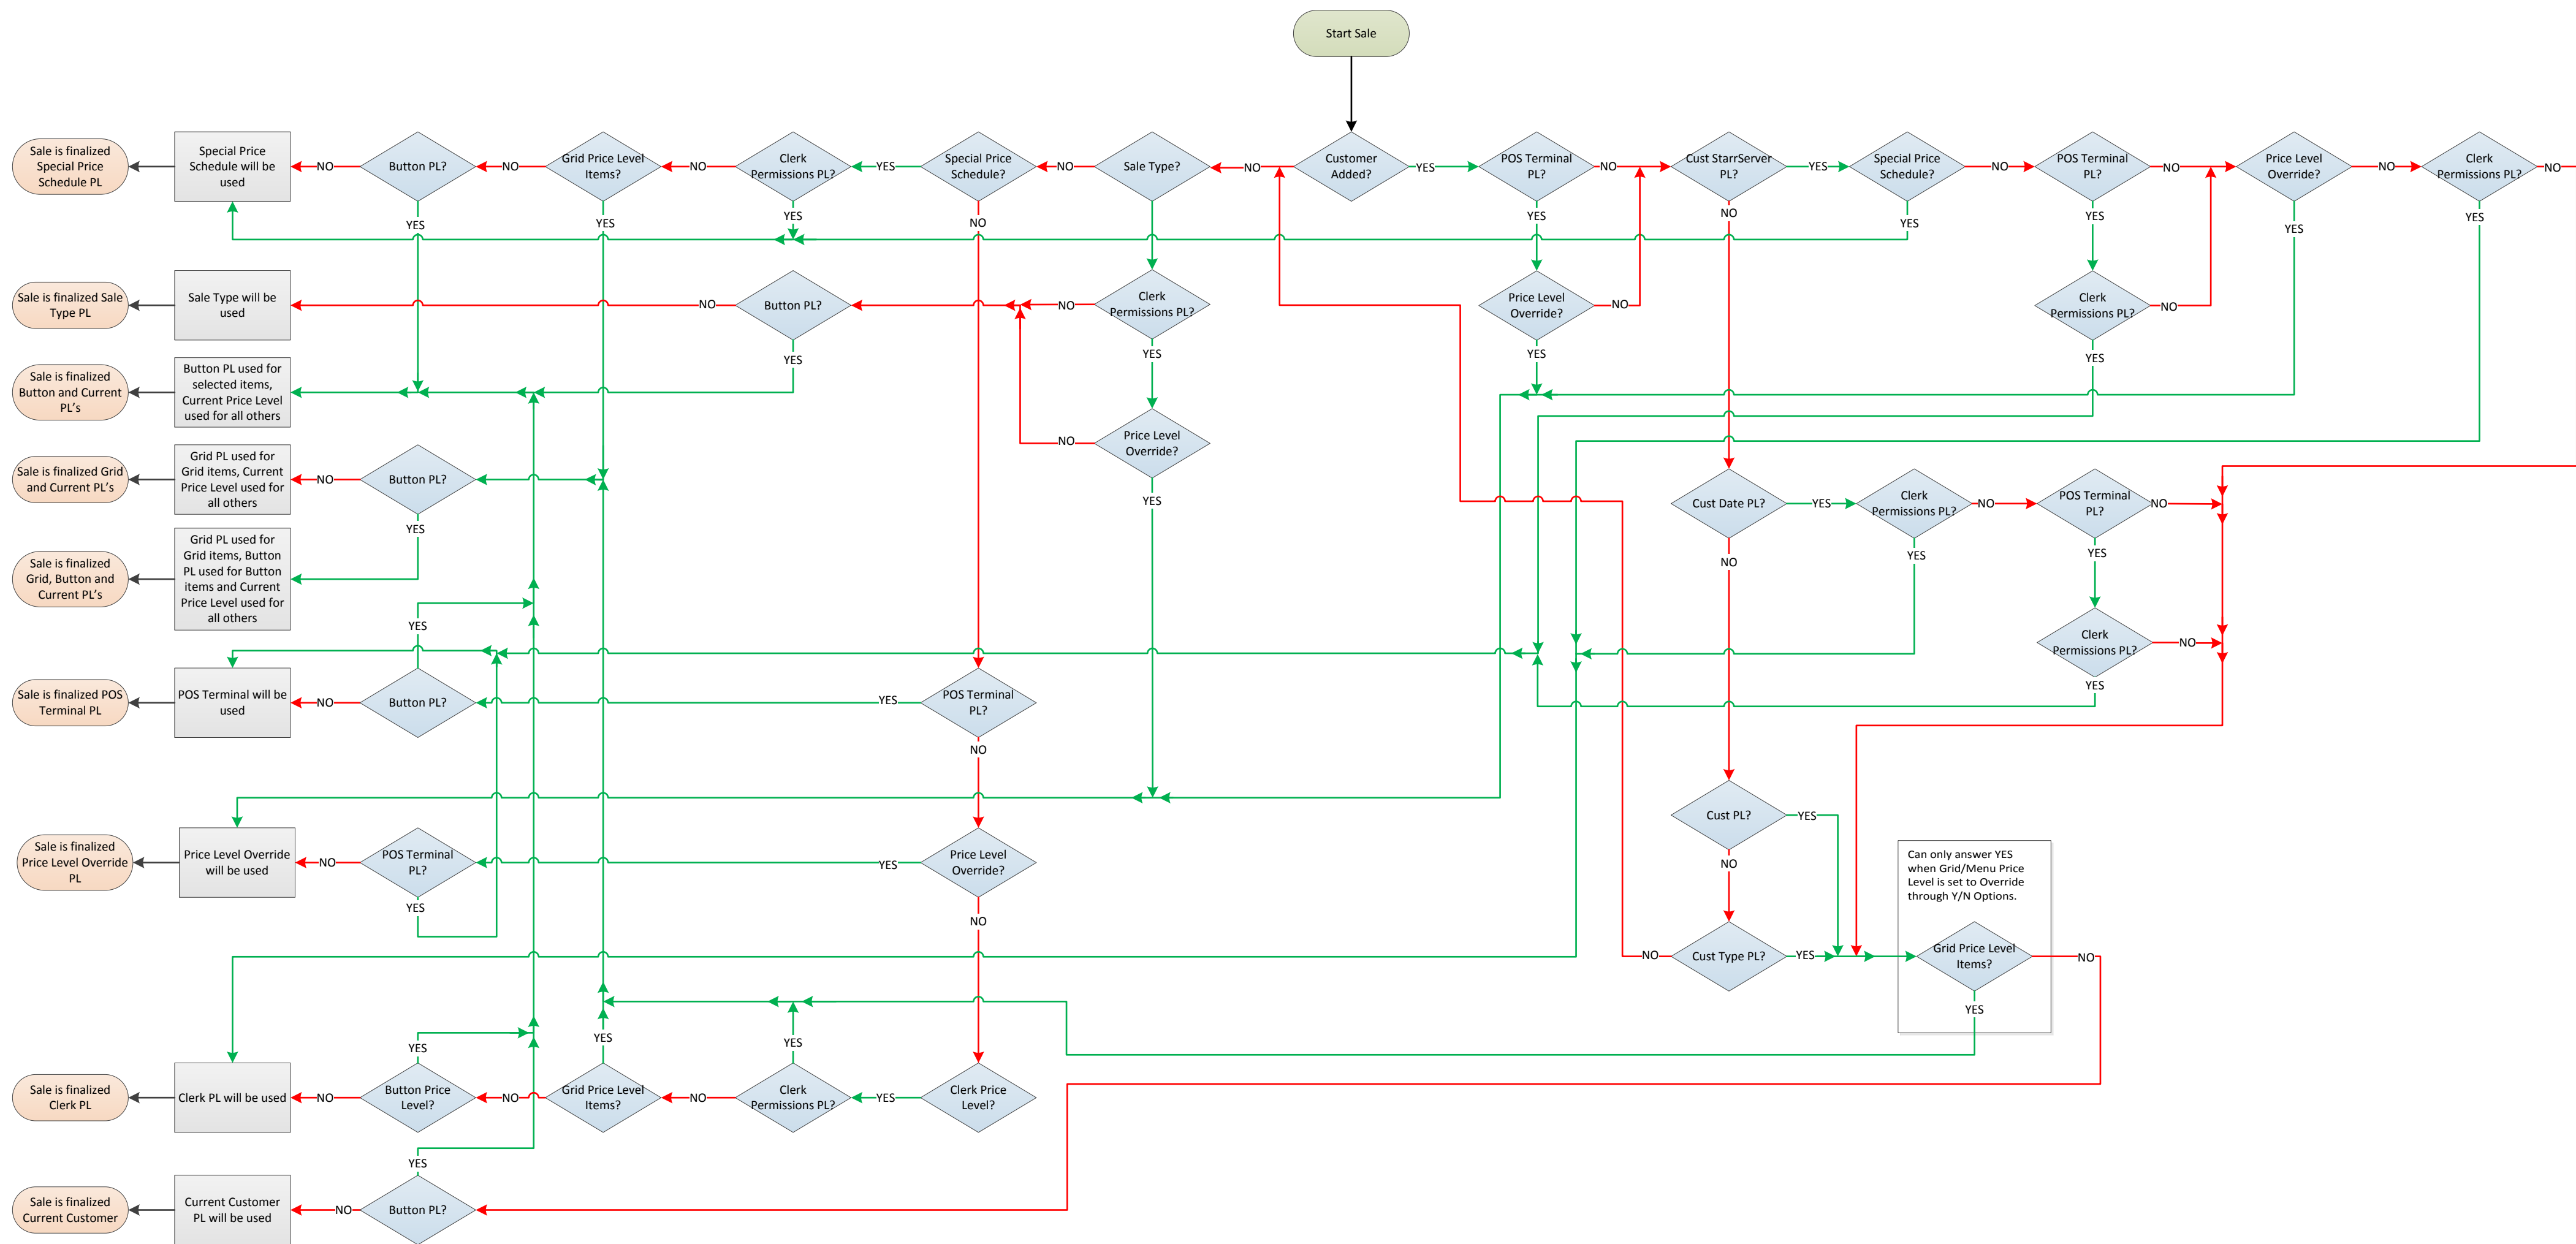 Start Sale
Sale is finalized
Special Price
Schedule PL
Special Price
Schedule will be
used
NO
Button PL?
NO
Grid Price Level
Items?
NO
Clerk
Permissions PL?
YES
Special Price
Schedule?
NO
Sale Type?
NO
Customer
Added?
YES
POS Terminal
PL?
NO
Cust StarrServer
PL?
YES
Special Price
Schedule?
NO
POS Terminal
PL?
NO
Price Level
Override?
NO
Clerk
Permissions PL?
NO
YES
YES
YES
NO
YES
NO
YES
YES
YES
YES
Sale is finalized Sale
Type PL
Sale Type will be
used
NO
Button PL?
NO
Clerk
Permissions PL?
Price Level
Override?
NO
Clerk
Permissions PL?
NO
YES
YES
YES
YES
Sale is finalized
Button and Current
PL's
Button PL used for
selected items,
Current Price Level
used for all others
NO
Price Level
Override?
YES
Sale is finalized Grid
and Current PL's
Grid PL used for
Grid items, Current
Price Level used for
all others
NO
Button PL?
YES
Cust Date PL?
YES
Clerk
Permissions PL?
NO
POS Terminal
PL?
NO
NO
YES
YES
Sale is finalized
Grid, Button and
Current PL's
Grid PL used for
Grid items, Button
PL used for Button
items and Current
Price Level used for
all others
YES
Clerk
Permissions PL?
NO
YES
Sale is finalized POS
Terminal PL
POS Terminal will be
used
NO
Button PL?
YES
POS Terminal
PL?
NO
Cust PL?
YES
NO
Sale is finalized
Price Level Override
PL
Price Level Override
will be used
NO
POS Terminal
PL?
YES
YES
Price Level
Override?
NO
Can only answer YES
when Grid/Menu Price
Level is set to Override
through Y/N Options.
NO
Cust Type PL?
YES
Grid Price Level
Items?
NO
YES
YES
YES
YES
Sale is finalized
Clerk PL
Clerk PL will be used
NO
Button Price
Level?
NO
Grid Price Level
Items?
NO
Clerk
Permissions PL?
YES
Clerk Price
Level?
YES
Sale is finalized
Current Customer
Current Customer
PL will be used
NO
Button PL?